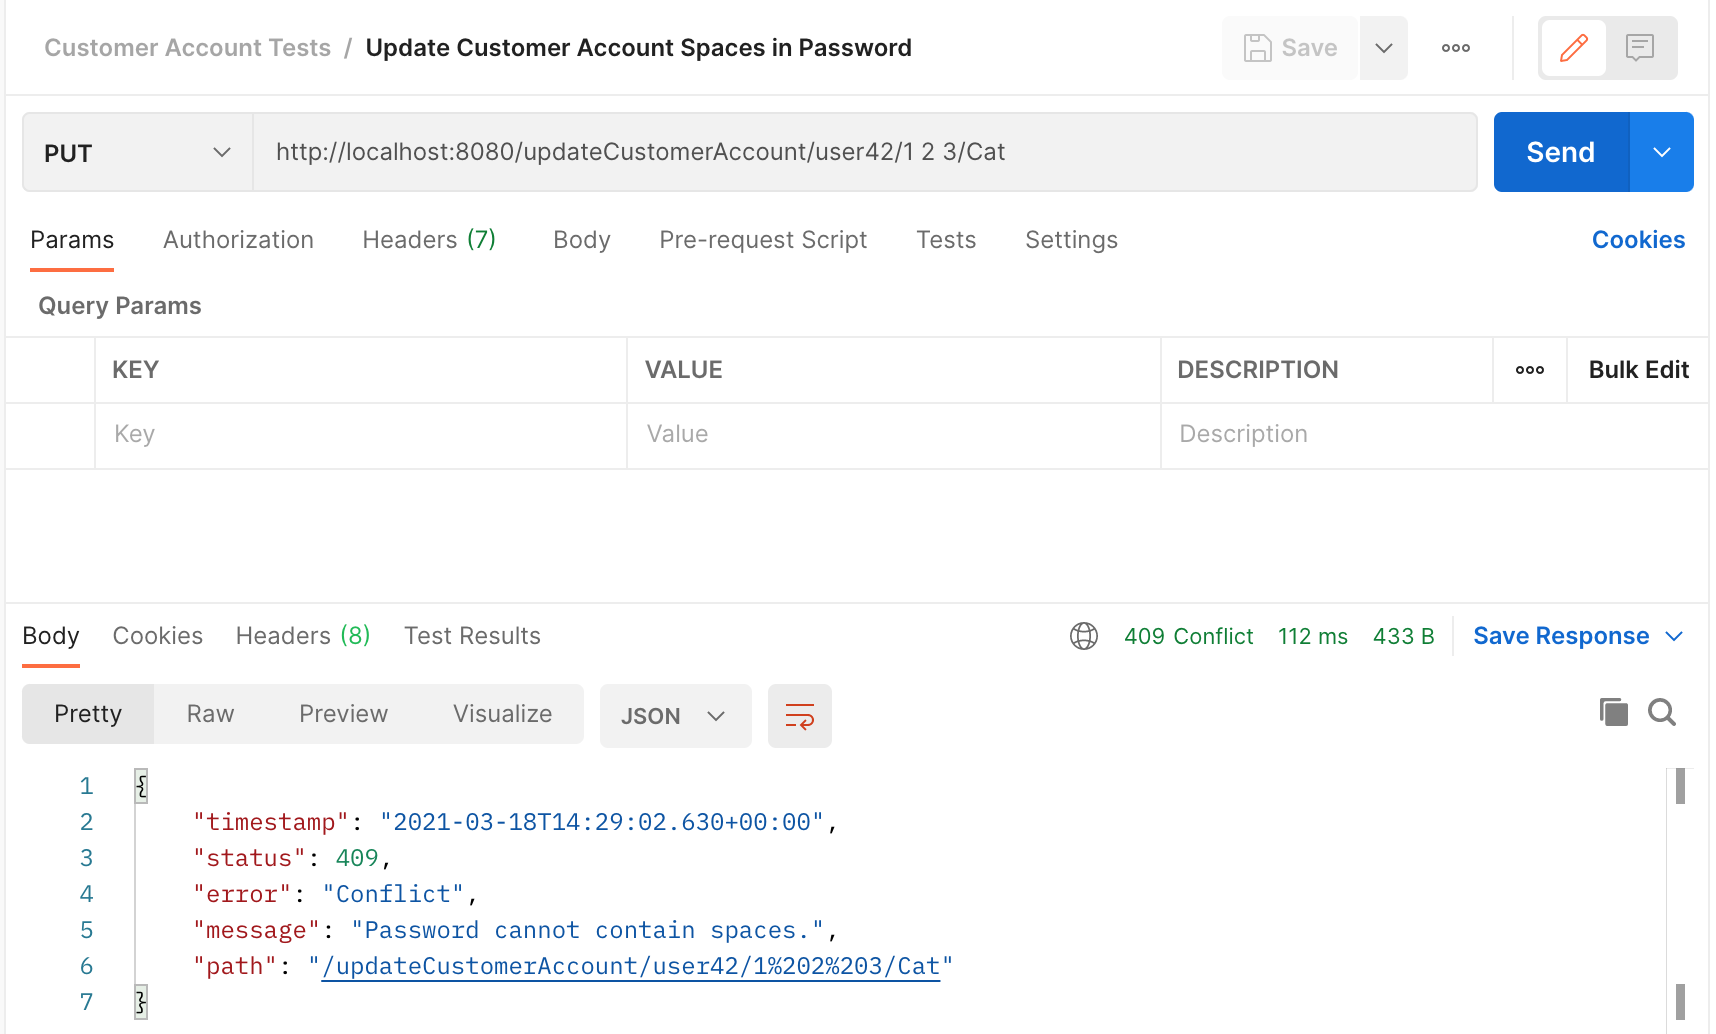 Customer Account Tests / Update Customer Account Spaces in Password
Save
PUT
http://localhost:8080/updateCustomerAccount/user42/1 2 3/Cat
Send
Params Authorization Headers (7) Body Pre-request Script Tests Settings Cookies
Query Params
KEY VALUE DESCRIPTION Bulk Edit
Key Value Description
Body Cookies Headers (8) Test Results 409 Conflict 112 ms 433 B Save Response
Pretty Raw Preview Visualize JSON
1 {
2 "timestamp": "2021-03-18T14:29:02.630+00:00",
3 "status": 409,
4 "error": "Conflict",
5 "message": "Password cannot contain spaces.",
6 "path": "/updateCustomerAccount/user42/1%202%203/Cat"
7 }